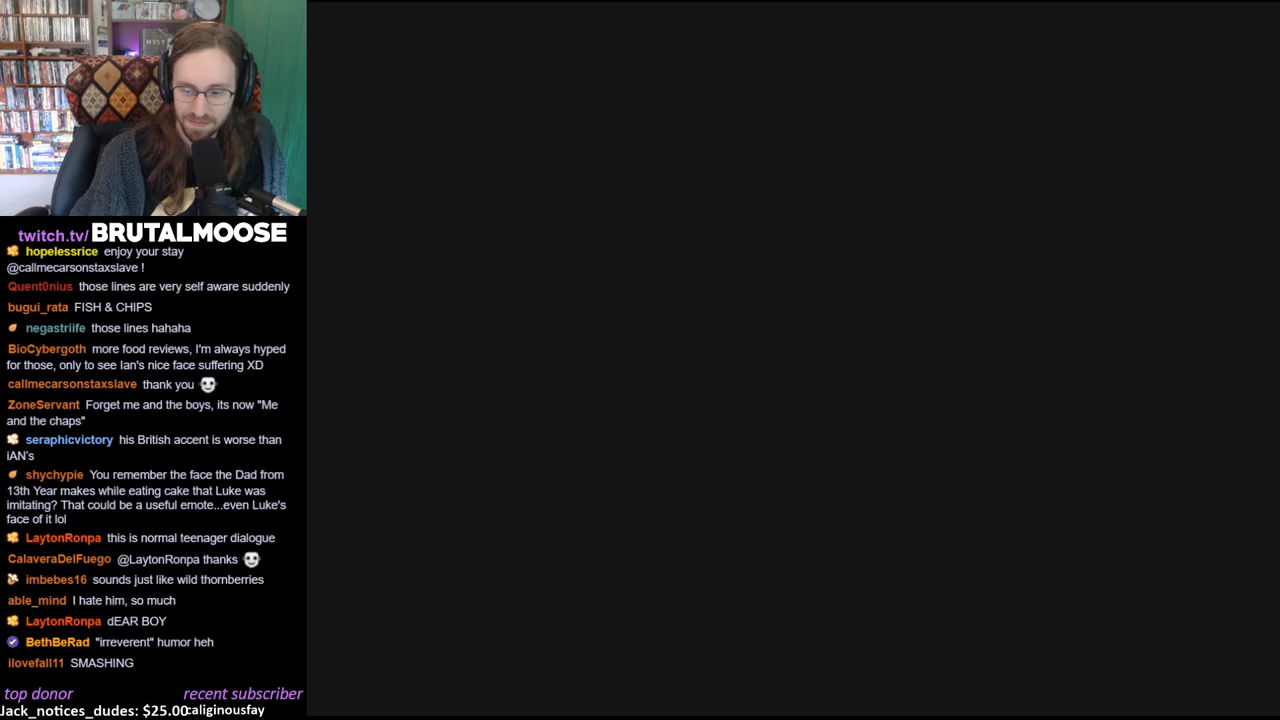 MYST
twitch.tv/BRUTALMOOSE
hopelessrice enjoy your stay
@callmecarsonstaxslave !
Quent0nius those lines are very self aware suddenly
bugui_rata FISH & CHIPS
negastriife those lines hahaha
BioCybergoth more food reviews, I'm always hyped
for those, only to see Ian's nice face suffering XD
callmecarsonstaxslave thank you
ZoneServant Forget me and the boys, its now "Me
and the chaps"
seraphicvictory his British accent is worse than
iAN's
shychypie You remember the face the Dad from
13th Year makes while eating cake that Luke was
imitating? That could be a useful emote...even Luke's
face of it lol
LaytonRonpa this is normal teenager dialogue
CalaveraDelFuego @LaytonRonpa thanks
imbebes16 sounds just like wild thornberries
able_mind I hate him, so much
LaytonRonpa dEAR BOY
BethBeRad "irreverent" humor heh
ilovefall11 SMASHING
top donor recent subscriber
Jack_notices_dudes: $25.00 caliginousfay